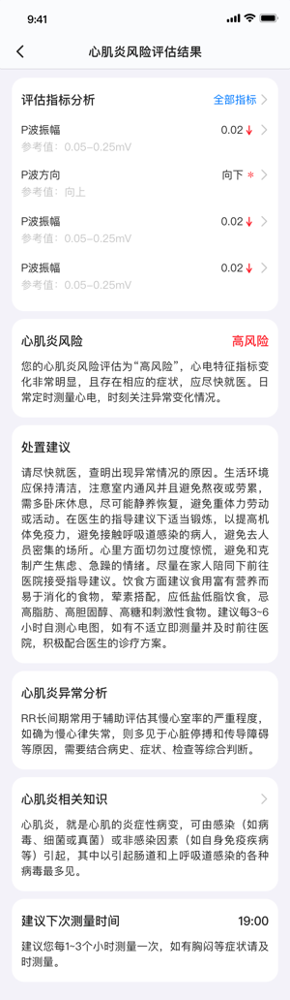 9:41
心肌炎风险评估结果
评估指标分析 全部指标
P波振幅 0.02↓
参考值：0.05-0.25mV
P波方向 向下 *
参考值：向上
P波振幅 0.02↓
参考值：0.05-0.25mV
P波振幅 0.02↓
参考值：0.05-0.25mV
心肌炎风险 高风险
您的心肌炎风险评估为“高风险”，心电特征指标变
化非常明显，且存在相应的症状，应尽快就医。日
常定时测量心电，时刻关注异常变化情况。
处置建议
请尽快就医，查明出现异常情况的原因。生活环境
应保持清洁，注意室内通风并且避免熬夜或劳累，
需多卧床休息，尽可能静养恢复，避免重体力劳动
或活动。在医生的指导建议下适当锻炼，以提高机
体免疫力，避免接触呼吸道感染的病人，避免去人
员密集的场所。心里方面切勿过度惊慌，避免和克
制产生焦虑、急躁的情绪。尽量在家人陪同下前往
医院接受指导建议。饮食方面建议食用富有营养而
易于消化的食物，荤素搭配，应低盐低脂饮食，忌
高脂肪、高胆固醇、高糖和刺激性食物。建议每3~6
小时自测心电图，如有不适立即测量并及时前往医
院，积极配合医生的诊疗方案。
心肌炎异常分析
RR长间期常用于辅助评估其慢心室率的严重程度，
如确为慢心律失常，则多见于心脏停搏和传导障碍
等原因，需要结合病史、症状、检查等综合判断。
心肌炎相关知识
心肌炎，就是心肌的炎症性病变，可由感染（如病
毒、细菌或真菌）或非感染因素（如自身免疫疾病
等）引起，其中以引起肠道和上呼吸道感染的各种
病毒最多见。
建议下次测量时间 19:00
建议您每1~3个小时测量一次，如有胸闷等症状请及
时测量。